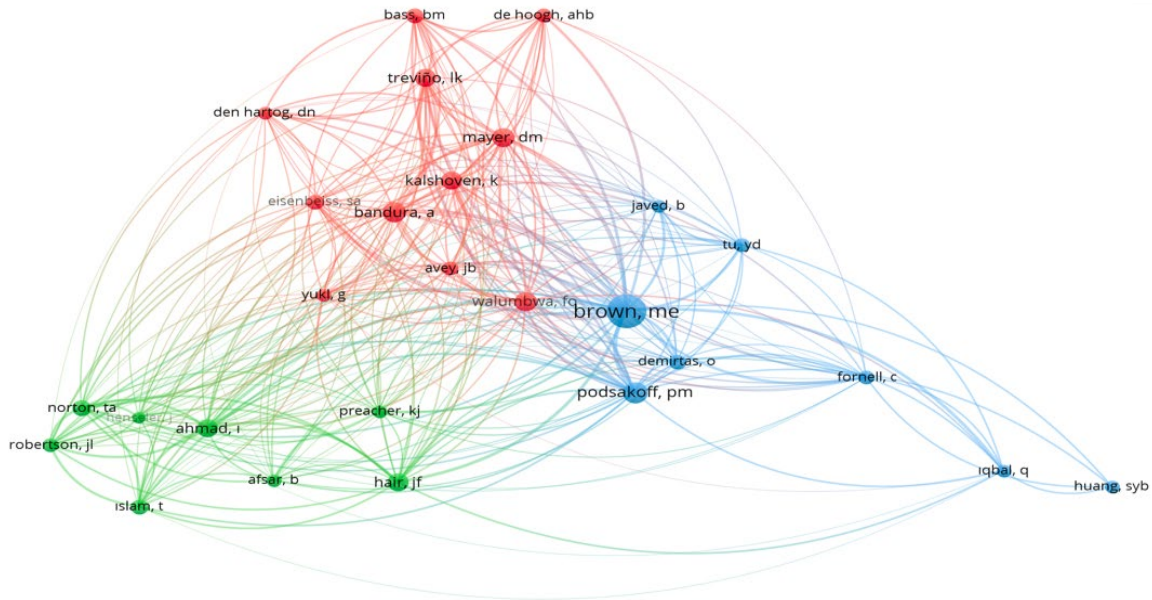 bass, bm
de hoogh, ahb
treviño, lk
den hartog, dn
mayer, dm
kalshoven, k
eisenbeiss, sa
bandura, a
javed, b
tu, yd
avey, jb
yukl, g
walumbwa, fo
brown, me
demirtas, o
fornell, c
podsakoff, pm
norton, ta
preacher, kj
ahmad, ı
robertson, jl
afsar, b
hair, jf
ıslam, t
ıqbal, q
huang, syb